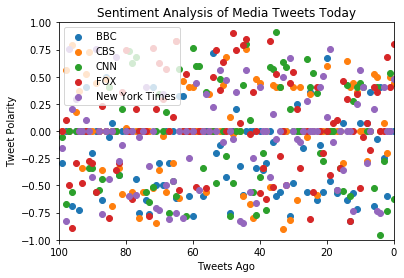 Sentiment Analysis of Media Tweets Today
1.00
0.75
0.50
0.25
0.00
−0.25
−0.50
−0.75
−1.00
Tweet Polarity
BBC
CBS
CNN
FOX
New York Times
100
80
60
40
20
0
Tweets Ago